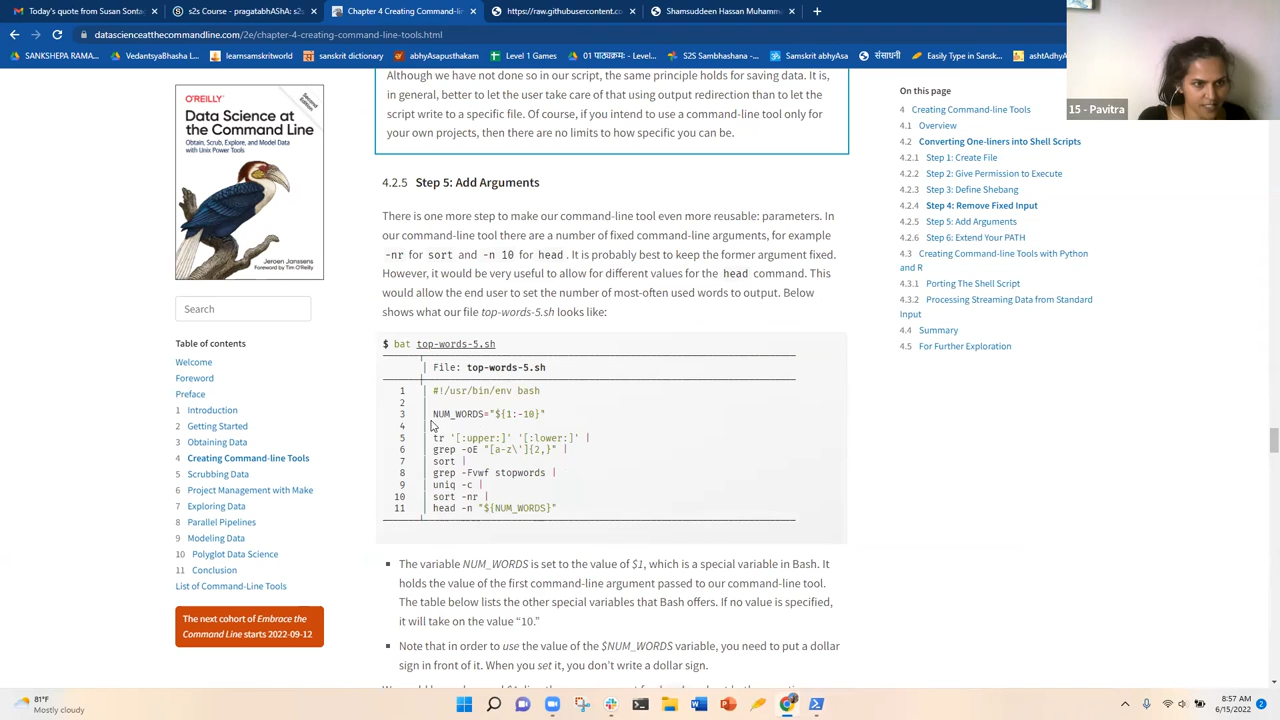 Today's quote from Suan Sontag
S2s Course - prasasj.s2s@
Chapter 4 Creating Command-lin
https://raw.githubusercontent.co
Shamsuddeen Hassan Muhamm
datascienceatthecommandline.com/2e/chapter-4-creating-command-line-tools.html
SANKSHEPA RAMA...
VedantsyaBhasha L...
learnsamskrit
sanskrit dictionary
abhyAsapusthakam
Level 1 Games
01 पाठ्यक्रमः - Goo...
S2S Sambhashana -...
Samskrit abhyAsa
संसाधनी
Easily Type in Sanskr...
ashtAdhyAyi
15 - Pavitra
O'REILLY®
Second Edition
Data Science at
the Command Line
Obtain, Scrub, Explore, and Model Data
with Unix Power Tools
Jeroen Janssens
Foreword by Tim O'Reilly
Search
Table of contents
Welcome
Foreword
Preface
1 Introduction
2 Getting Started
3 Obtaining Data
4 Creating Command-line Tools
5 Scrubbing Data
6 Project Management with Make
7 Exploring Data
8 Parallel Pipelines
9 Modeling Data
10 Polyglot Data Science
11 Conclusion
List of Command-Line Tools
The next cohort of Embrace the
Command Line starts 2022-09-12
Although we have not done so in our script, the same principle holds for saving data. It is,
in general, better to let the user take care of that using output redirection than to let the
script write to a specific file. Of course, if you intend to use a command-line tool only for
your own projects, then there are no limits to how specific you can be.
4.2.5 Step 5: Add Arguments
There is one more step to make our command-line tool even more reusable: parameters. In
our command-line tool there are a number of fixed command-line arguments, for example
-nr for sort and -n 10 for head. It is probably best to keep the former argument fixed.
However, it would be very useful to allow for different values for the head command. This
would allow the end user to set the number of most-often used words to output. Below
shows what our file top-words-5.sh looks like:
$ bat top-words-5.sh
File: top-words-5.sh
1 #!/usr/bin/env bash
2
3 NUM_WORDS="${1:-10}"
4
5 tr '[:upper:]' '[:lower:]' |
6 grep -oE "[a-z\']{2,}" |
7 sort |
8 grep -Fvwf stopwords |
9 uniq -c |
10 sort -nr |
11 head -n "${NUM_WORDS}"
▪ The variable NUM_WORDS is set to the value of $1, which is a special variable in Bash. It
holds the value of the first command-line argument passed to our command-line tool.
The table below lists the other special variables that Bash offers. If no value is specified,
it will take on the value “10.”
▪ Note that in order to use the value of the $NUM_WORDS variable, you need to put a dollar
sign in front of it. When you set it, you don't write a dollar sign.
On this page
4 Creating Command-line Tools
4.1 Overview
4.2 Converting One-liners into Shell Scripts
4.2.1 Step 1: Create File
4.2.2 Step 2: Give Permission to Execute
4.2.3 Step 3: Define Shebang
4.2.4 Step 4: Remove Fixed Input
4.2.5 Step 5: Add Arguments
4.2.6 Step 6: Extend Your PATH
4.3 Creating Command-line Tools with Python
and R
4.3.1 Porting The Shell Script
4.3.2 Processing Streaming Data from Standard
Input
4.4 Summary
4.5 For Further Exploration
81°F
Mostly cloudy
8:57 AM
6/15/2022
2